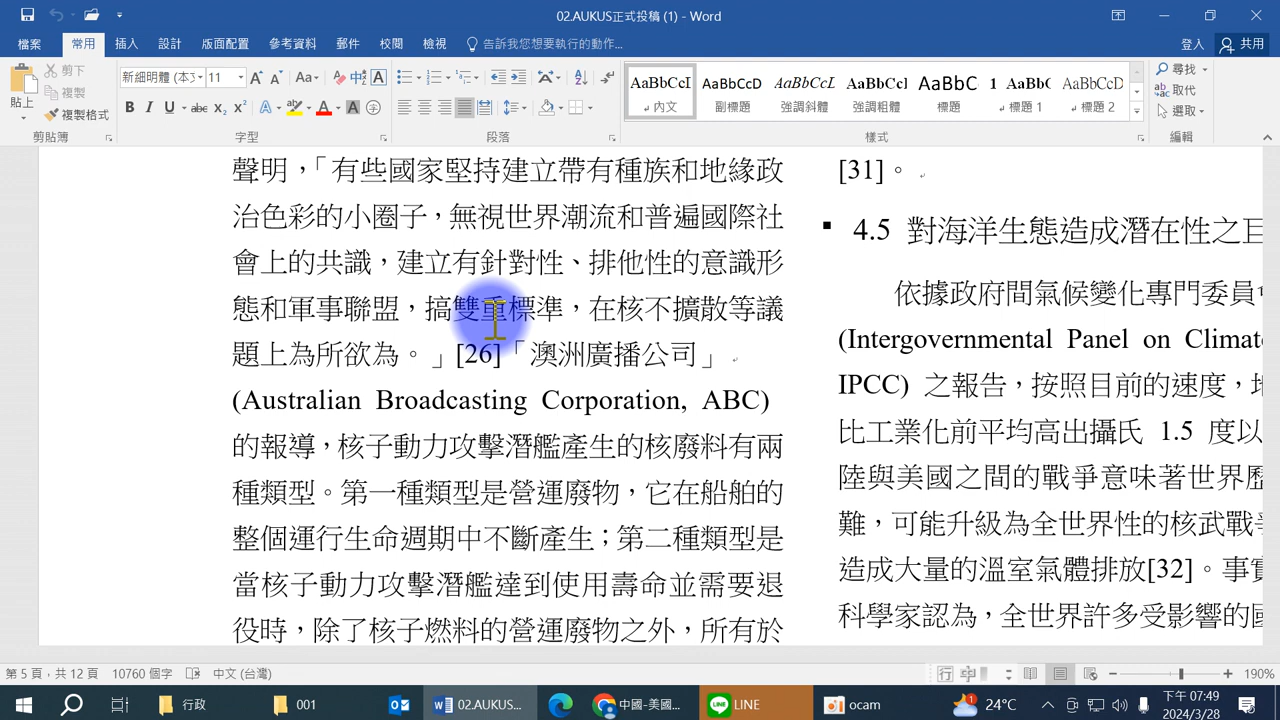 02.AUKUS正式投稿 (1) - Word
檔案 常用 插入 設計 版面配置 參考資料 郵件 校閱 檢視 告訴我您想要執行的動作... 登入 共用
貼上 剪下 複製 複製格式 剪貼簿
新細明體 (本文 11 字型
段落
AaBbCcI AaBbCcD AaBbCcL AaBbCcI AaBbC 1 AaBb( AaBbCcD
內文 副標題 強調斜體 強調粗體 標題 標題 1 標題 2
樣式
尋找 取代 選取 編輯
聲明，「有些國家堅持建立帶有種族和地緣政
治色彩的小圈子，無視世界潮流和普遍國際社
會上的共識，建立有針對性、排他性的意識形
態和軍事聯盟，搞雙重標準，在核不擴散等議
題上為所欲為。」[26]「澳洲廣播公司」
(Australian Broadcasting Corporation, ABC)
的報導，核子動力攻擊潛艦產生的核廢料有兩
種類型。第一種類型是營運廢物，它在船舶的
整個運行生命週期中不斷產生；第二種類型是
當核子動力攻擊潛艦達到使用壽命並需要退
役時，除了核子燃料的營運廢物之外，所有於
[31]。
4.5 對海洋生態造成潛在性之巨
依據政府間氣候變化專門委員會
(Intergovernmental Panel on Climate
IPCC) 之報告，按照目前的速度，地
比工業化前平均高出攝氏 1.5 度以
陸與美國之間的戰爭意味著世界歷
難，可能升級為全世界性的核武戰爭
造成大量的溫室氣體排放[32]。事實
科學家認為，全世界許多受影響的國
第 5 頁，共 12 頁 10760 個字 中文 (台灣) 190%
行政 001 02.AUKUS... 中國-美國... LINE ocam 24°C 下午 07:49
2024/3/28